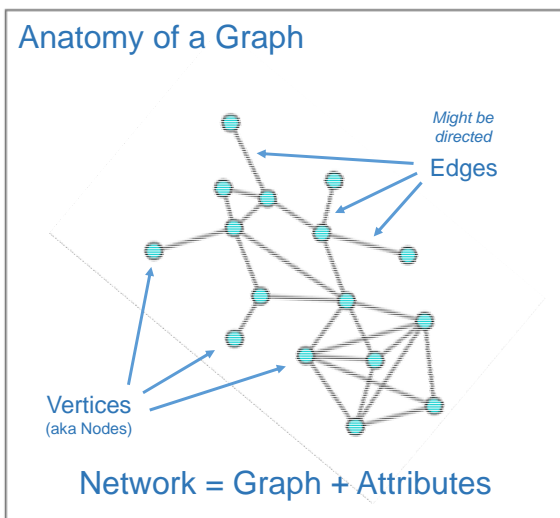 Anatomy of a Graph
Might be
directed
Edges
Vertices
(aka Nodes)
Network = Graph + Attributes